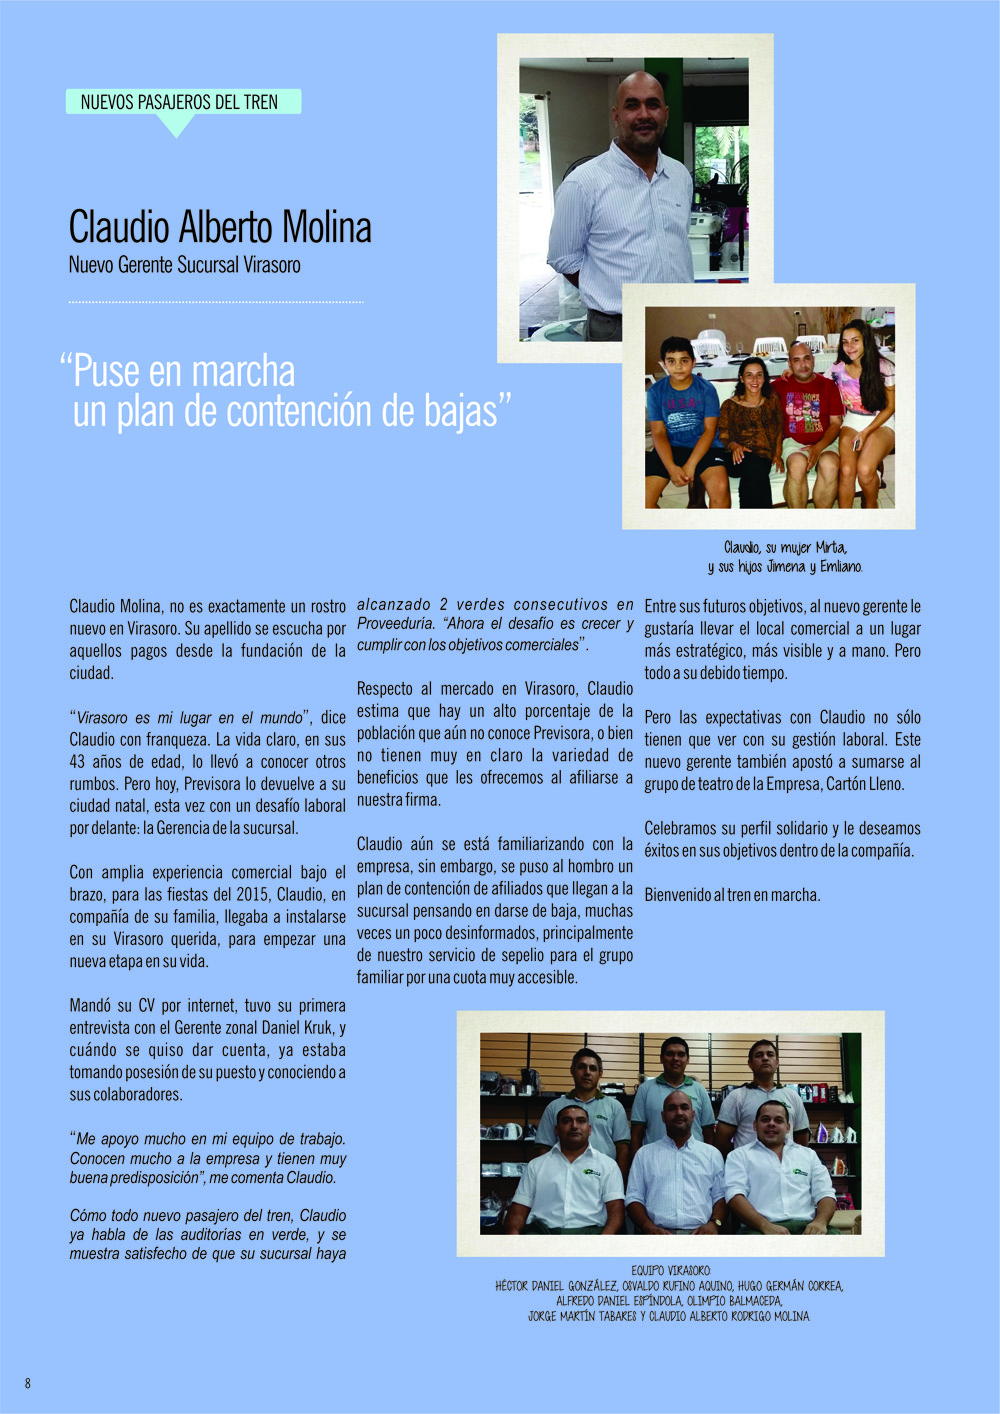 NUEVOS PASAJEROS DEL TREN
Claudio Alberto Molina
Nuevo Gerente Sucursal Virasoro
“Puse en marcha
un plan de contención de bajas”
Claudio, su mujer Mirta,
y sus hijos Jimena y Emliano.
Claudio Molina, no es exactamente un rostro
nuevo en Virasoro. Su apellido se escucha por
aquellos pagos desde la fundación de la
ciudad.
“Virasoro es mi lugar en el mundo”, dice
Claudio con franqueza. La vida claro, en sus
43 años de edad, lo llevó a conocer otros
rumbos. Pero hoy, Previsora lo devuelve a su
ciudad natal, esta vez con un desafío laboral
por delante: la Gerencia de la sucursal.
Con amplia experiencia comercial bajo el
brazo, para las fiestas del 2015, Claudio, en
compañía de su familia, llegaba a instalarse
en su Virasoro querida, para empezar una
nueva etapa en su vida.
Mandó su CV por internet, tuvo su primera
entrevista con el Gerente zonal Daniel Kruk, y
cuándo se quiso dar cuenta, ya estaba
tomando posesión de su puesto y conociendo a
sus colaboradores.
“Me apoyo mucho en mi equipo de trabajo.
Conocen mucho a la empresa y tienen muy
buena predisposición”, me comenta Claudio.
Cómo todo nuevo pasajero del tren, Claudio
ya habla de las auditorías en verde, y se
muestra satisfecho de que su sucursal haya
alcanzado 2 verdes consecutivos en
Proveeduría. “Ahora el desafío es crecer y
cumplir con los objetivos comerciales”.
Respecto al mercado en Virasoro, Claudio
estima que hay un alto porcentaje de la
población que aún no conoce Previsora, o bien
no tienen muy en claro la variedad de
beneficios que les ofrecemos al afiliarse a
nuestra firma.
Claudio aún se está familiarizando con la
empresa, sin embargo, se puso al hombro un
plan de contención de afiliados que llegan a la
sucursal pensando en darse de baja, muchas
veces un poco desinformados, principalmente
de nuestro servicio de sepelio para el grupo
familiar por una cuota muy accesible.
Entre sus futuros objetivos, al nuevo gerente le
gustaría llevar el local comercial a un lugar
más estratégico, más visible y a mano. Pero
todo a su debido tiempo.
Pero las expectativas con Claudio no sólo
tienen que ver con su gestión laboral. Este
nuevo gerente también apostó a sumarse al
grupo de teatro de la Empresa, Cartón Lleno.
Celebramos su perfil solidario y le deseamos
éxitos en sus objetivos dentro de la compañía.
Bienvenido al tren en marcha.
EQUIPO VIRASORO:
HÉCTOR DANIEL GONZÁLEZ, OSVALDO RUFINO AQUINO, HUGO GERMÁN CORREA,
ALFREDO DANIEL ESPÍNDOLA, OLIMPIO BALMACEDA,
JORGE MARTÍN TABARES Y CLAUDIO ALBERTO RODRIGO MOLINA.
8